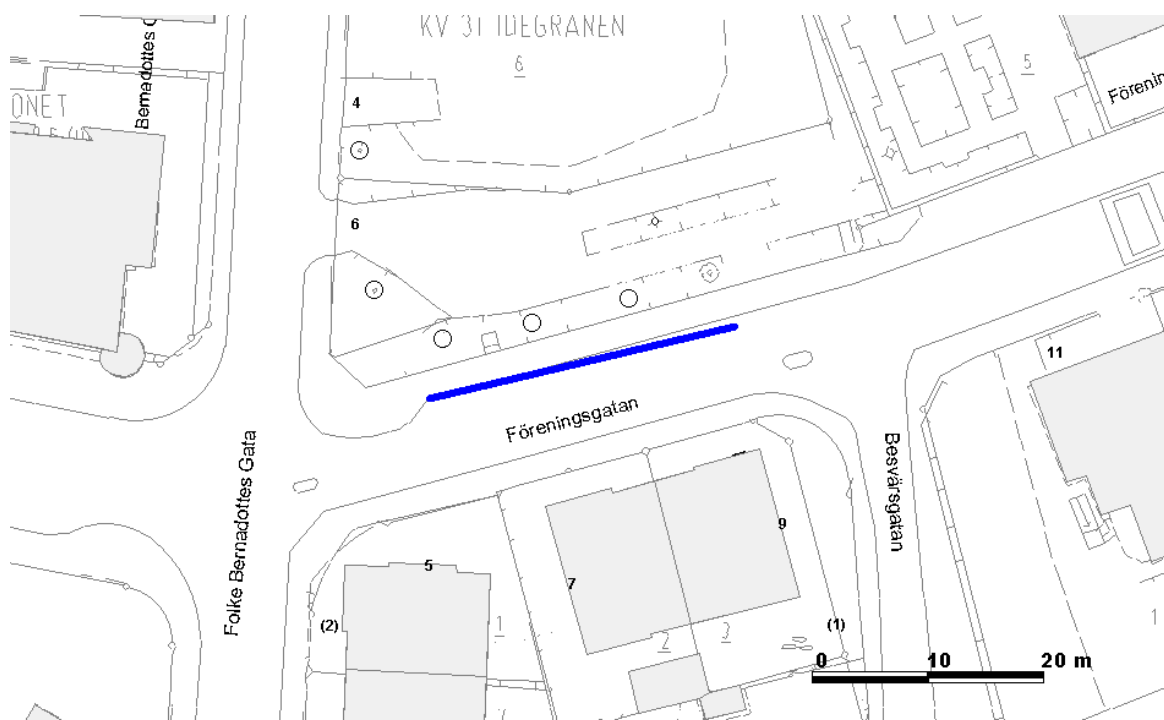 KV 31 IDEGRANEN
6
5
Bernadottes G
ONET
4
Förenin
6
11
Föreningsgatan
Folke Bernadottes Gata
Besvärsgatan
9
7
5
(2)
1
2
3
(1)
1
0 10 20 m